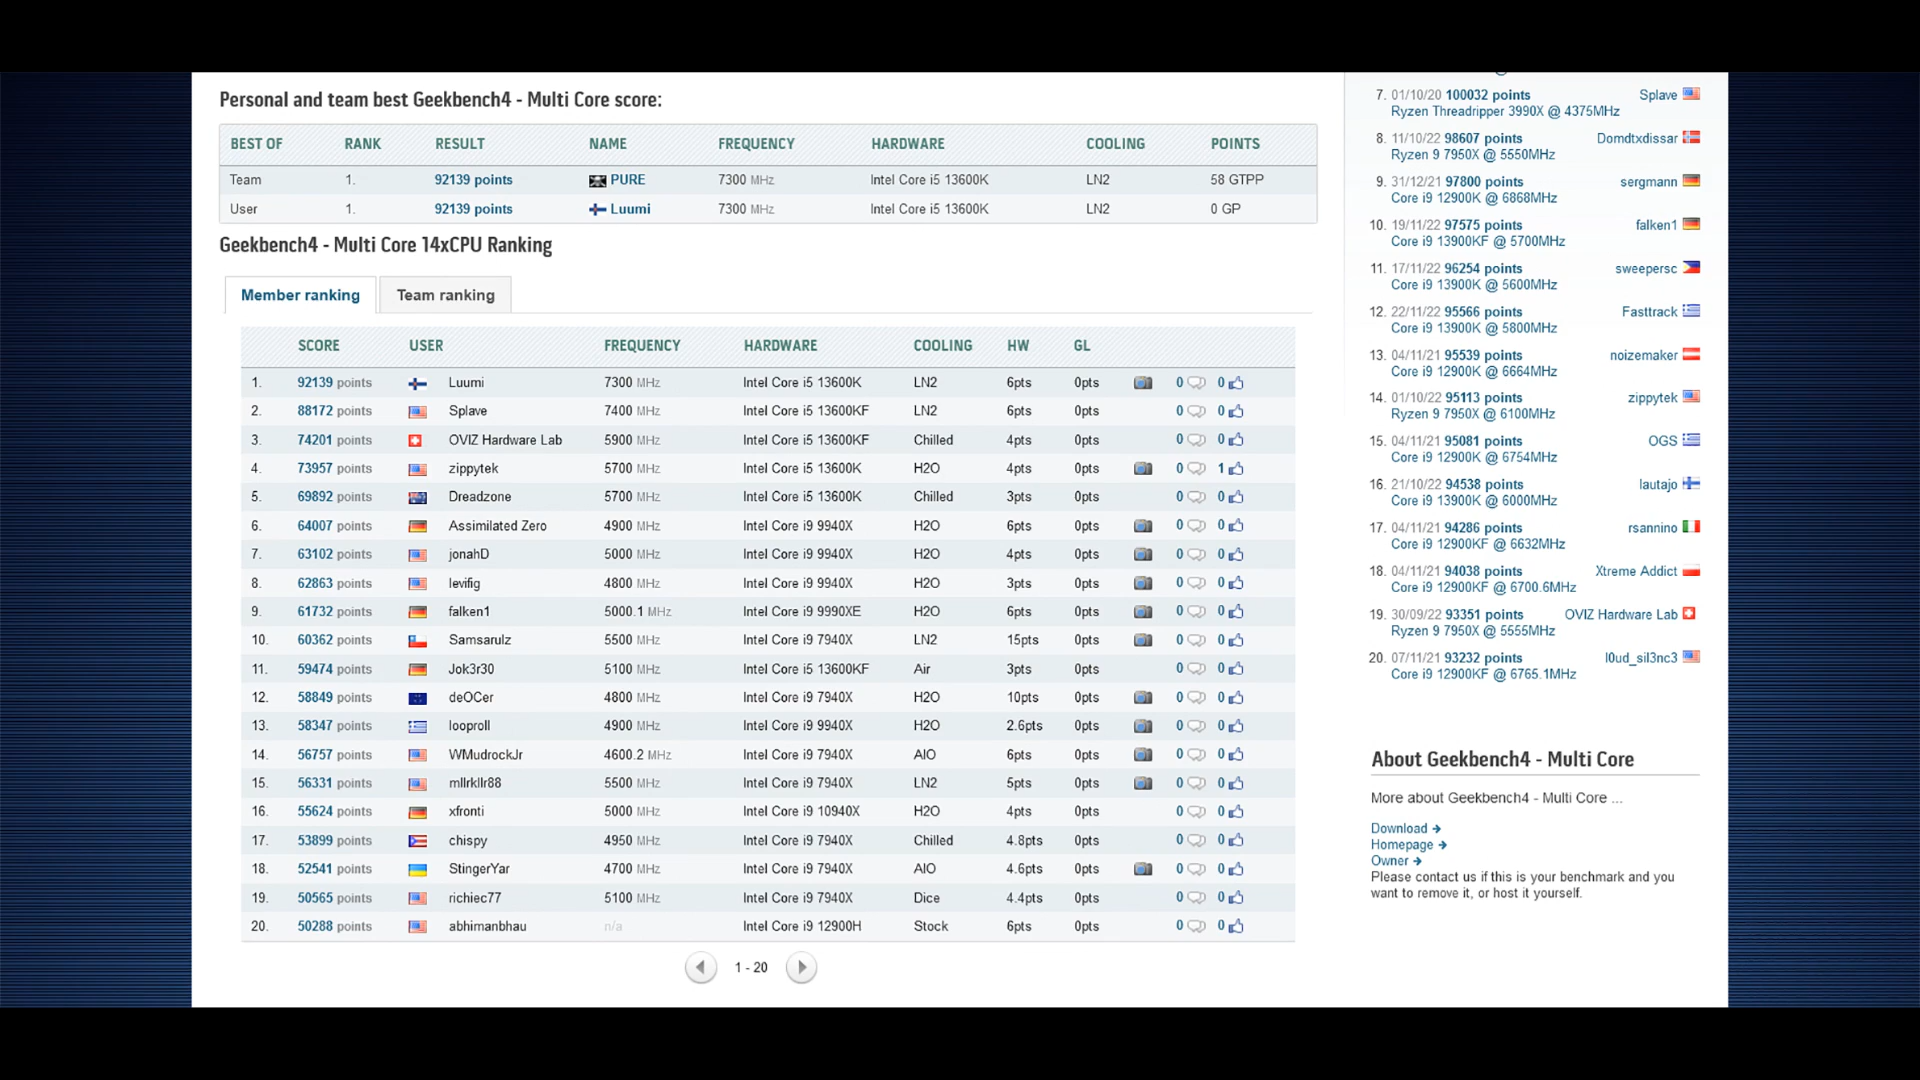 Personal and team best Geekbench4 - Multi Core score:
BEST OF RANK RESULT NAME FREQUENCY HARDWARE COOLING POINTS
Team 1. 92139 points PURE 7300 MHz Intel Core i5 13600K LN2 58 GTPP
User 1. 92139 points Luumi 7300 MHz Intel Core i5 13600K LN2 0 GP
Geekbench4 - Multi Core 14xCPU Ranking
Member ranking Team ranking
SCORE USER FREQUENCY HARDWARE COOLING HW GL
1. 92139 points Luumi 7300 MHz Intel Core i5 13600K LN2 6pts 0pts 0 0
2. 88172 points Splave 7400 MHz Intel Core i5 13600KF LN2 6pts 0pts 0 0
3. 74201 points OVIZ Hardware Lab 5900 MHz Intel Core i5 13600KF Chilled 4pts 0pts 0 0
4. 73957 points zippytek 5700 MHz Intel Core i5 13600K H2O 4pts 0pts 0 1
5. 69892 points Dreadzone 5700 MHz Intel Core i5 13600K Chilled 3pts 0pts 0 0
6. 64007 points Assimilated Zero 4900 MHz Intel Core i9 9940X H2O 6pts 0pts 0 0
7. 63102 points jonahD 5000 MHz Intel Core i9 9940X H2O 4pts 0pts 0 0
8. 62863 points levifig 4800 MHz Intel Core i9 9940X H2O 3pts 0pts 0 0
9. 61732 points falken1 5000.1 MHz Intel Core i9 9990XE H2O 6pts 0pts 0 0
10. 60362 points Samsarulz 5500 MHz Intel Core i9 7940X LN2 15pts 0pts 0 0
11. 59474 points Jok3r30 5100 MHz Intel Core i5 13600KF Air 3pts 0pts 0 0
12. 58849 points deOCer 4800 MHz Intel Core i9 7940X H2O 10pts 0pts 0 0
13. 58347 points looproll 4900 MHz Intel Core i9 9940X H2O 2.6pts 0pts 0 0
14. 56757 points WMudrockJr 4600.2 MHz Intel Core i9 7940X AIO 6pts 0pts 0 0
15. 56331 points mllrkllr88 5500 MHz Intel Core i9 7940X LN2 5pts 0pts 0 0
16. 55624 points xfronti 5000 MHz Intel Core i9 10940X H2O 4pts 0pts 0 0
17. 53899 points chispy 4950 MHz Intel Core i9 7940X Chilled 4.8pts 0pts 0 0
18. 52541 points StingerYar 4700 MHz Intel Core i9 7940X AIO 4.6pts 0pts 0 0
19. 50565 points richiec77 5100 MHz Intel Core i9 7940X Dice 4.4pts 0pts 0 0
20. 50288 points abhimanbhau n/a Intel Core i9 12900H Stock 6pts 0pts 0 0
1 - 20
7. 01/10/20 100032 points Splave
Ryzen Threadripper 3990X @ 4375MHz
8. 11/10/22 98607 points Domdtxdissar
Ryzen 9 7950X @ 5550MHz
9. 31/12/21 97800 points sergmann
Core i9 12900K @ 6868MHz
10. 19/11/22 97575 points falken1
Core i9 13900KF @ 5700MHz
11. 17/11/22 96254 points sweepersc
Core i9 13900K @ 5600MHz
12. 22/11/22 95566 points Fasttrack
Core i9 13900K @ 5800MHz
13. 04/11/21 95539 points noizemaker
Core i9 12900K @ 6664MHz
14. 01/10/22 95113 points zippytek
Ryzen 9 7950X @ 6100MHz
15. 04/11/21 95081 points OGS
Core i9 12900K @ 6754MHz
16. 21/10/22 94538 points lautajo
Core i9 13900K @ 6000MHz
17. 04/11/21 94286 points rsannino
Core i9 12900KF @ 6632MHz
18. 04/11/21 94038 points Xtreme Addict
Core i9 12900KF @ 6700.6MHz
19. 30/09/22 93351 points OVIZ Hardware Lab
Ryzen 9 7950X @ 5555MHz
20. 07/11/21 93232 points l0ud_sil3nc3
Core i9 12900KF @ 6765.1MHz
About Geekbench4 - Multi Core
More about Geekbench4 - Multi Core ...
Download
Homepage
Owner
Please contact us if this is your benchmark and you
want to remove it, or host it yourself.